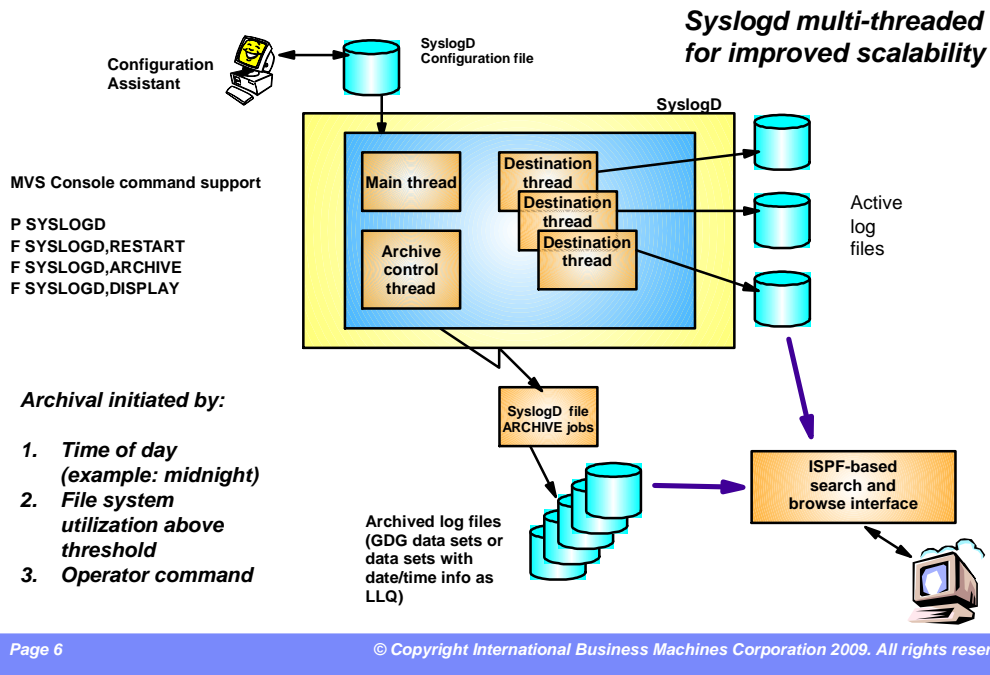 Syslogd multi-threaded
for improved scalability
SyslogD
Configuration file
Configuration
Assistant
SyslogD
Main thread
Destination
thread
Destination
thread
Destination
thread
Archive
control
thread
MVS Console command support
P SYSLOGD
F SYSLOGD,RESTART
F SYSLOGD,ARCHIVE
F SYSLOGD,DISPLAY
Active
log
files
Archival initiated by:
1. Time of day
(example: midnight)
2. File system
utilization above
threshold
3. Operator command
SyslogD file
ARCHIVE jobs
ISPF-based
search and
browse interface
Archived log files
(GDG data sets or
data sets with
date/time info as
LLQ)
Page 6
© Copyright International Business Machines Corporation 2009. All rights reser